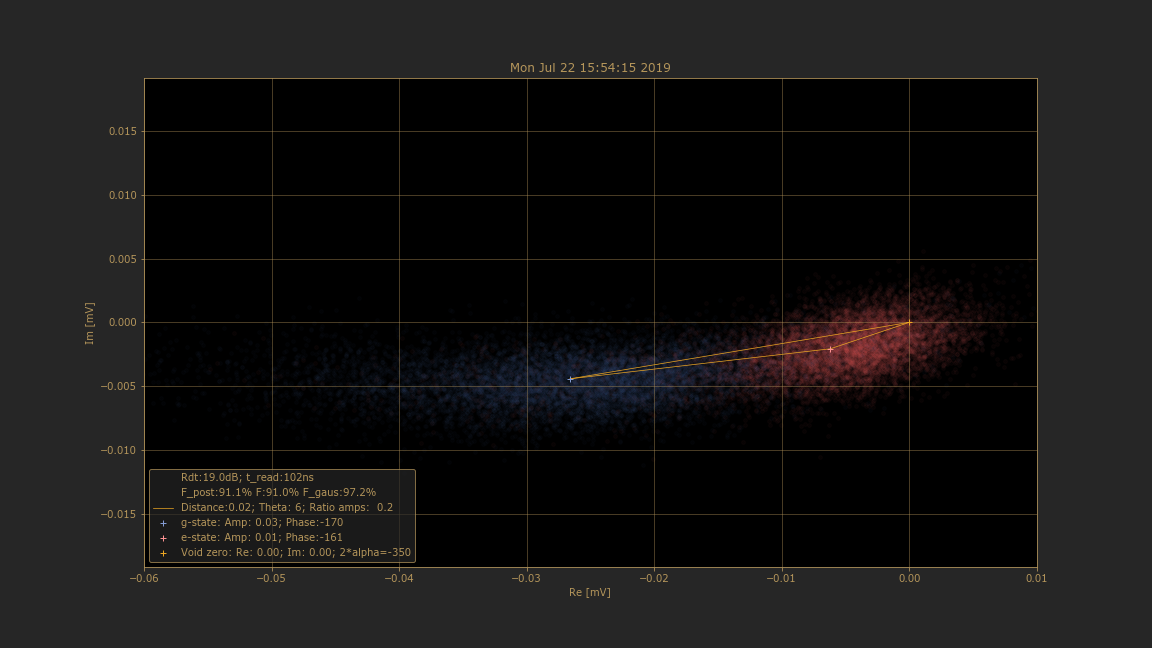 Mon Jul 22 15:54:15 2019
0.015
0.010
0.005
0.000
−0.005
−0.010
−0.015
Im [mV]
Rdt:19.0dB; t_read:102ns
F_post:91.1% F:91.0% F_gaus:97.2%
Distance:0.02; Theta: 6; Ratio amps:  0.2
g-state: Amp: 0.03; Phase:-170
e-state: Amp: 0.01; Phase:-161
Void zero: Re: 0.00; Im: 0.00; 2*alpha=-350
−0.06 −0.05 −0.04 −0.03 −0.02 −0.01 0.00 0.01
Re [mV]